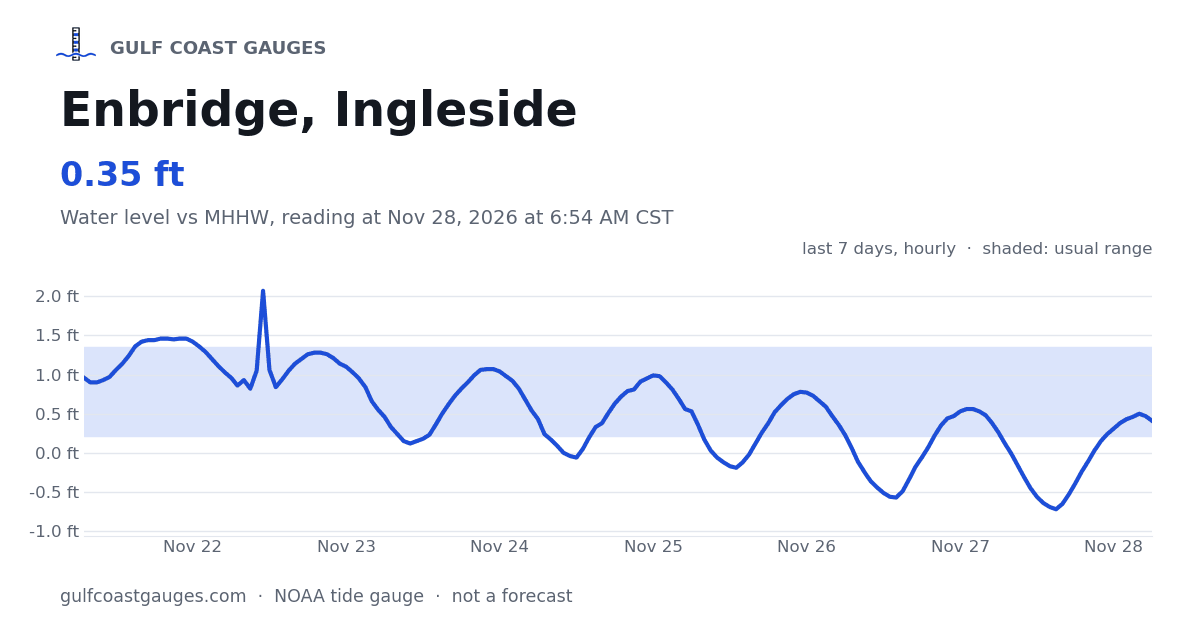 GULF COAST GAUGES
Enbridge, Ingleside
0.35 ft
Water level vs MHHW, reading at Nov 28, 2026 at 6:54 AM CST
last 7 days, hourly · shaded: usual range
2.0 ft
1.5 ft
1.0 ft
0.5 ft
0.0 ft
-0.5 ft
-1.0 ft
Nov 22 Nov 23 Nov 24 Nov 25 Nov 26 Nov 27 Nov 28
gulfcoastgauges.com · NOAA tide gauge · not a forecast